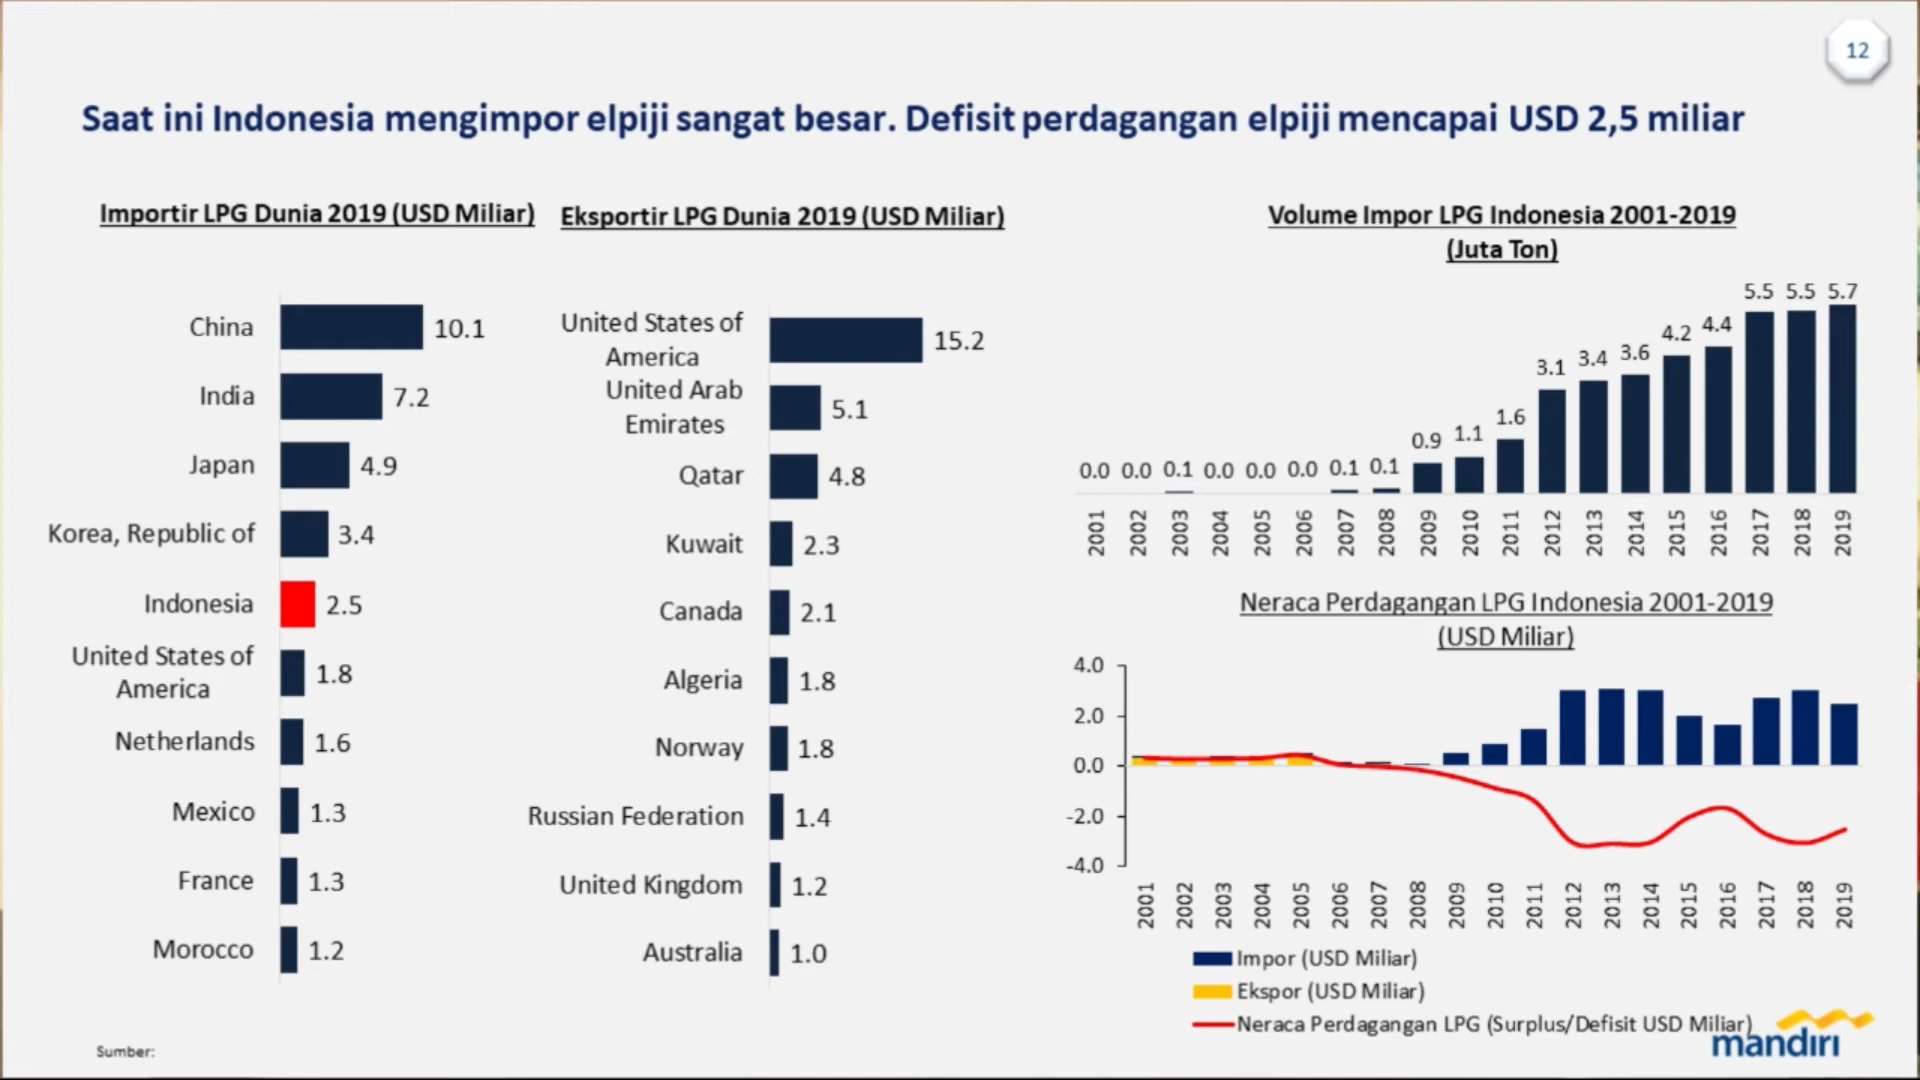 12
Saat ini Indonesia mengimpor elpiji sangat besar. Defisit perdagangan elpiji mencapai USD 2,5 miliar
Importir LPG Dunia 2019 (USD Miliar)
China 10.1
India 7.2
Japan 4.9
Korea, Republic of 3.4
Indonesia 2.5
United States of
America 1.8
Netherlands 1.6
Mexico 1.3
France 1.3
Morocco 1.2
Eksportir LPG Dunia 2019 (USD Miliar)
United States of
America 15.2
United Arab
Emirates 5.1
Qatar 4.8
Kuwait 2.3
Canada 2.1
Algeria 1.8
Norway 1.8
Russian Federation 1.4
United Kingdom 1.2
Australia 1.0
Volume Impor LPG Indonesia 2001-2019
(Juta Ton)
0.0 0.0 0.1 0.0 0.0 0.0 0.1 0.1 0.9 1.1 1.6 3.1 3.4 3.6 4.2 4.4 5.5 5.5 5.7
2001 2002 2003 2004 2005 2006 2007 2008 2009 2010 2011 2012 2013 2014 2015 2016 2017 2018 2019
Neraca Perdagangan LPG Indonesia 2001-2019
(USD Miliar)
4.0
2.0
0.0
-2.0
-4.0
2001 2002 2003 2004 2005 2006 2007 2008 2009 2010 2011 2012 2013 2014 2015 2016 2017 2018 2019
Impor (USD Miliar)
Ekspor (USD Miliar)
Neraca Perdagangan LPG (Surplus/Defisit USD Miliar)
mandiri
Sumber: